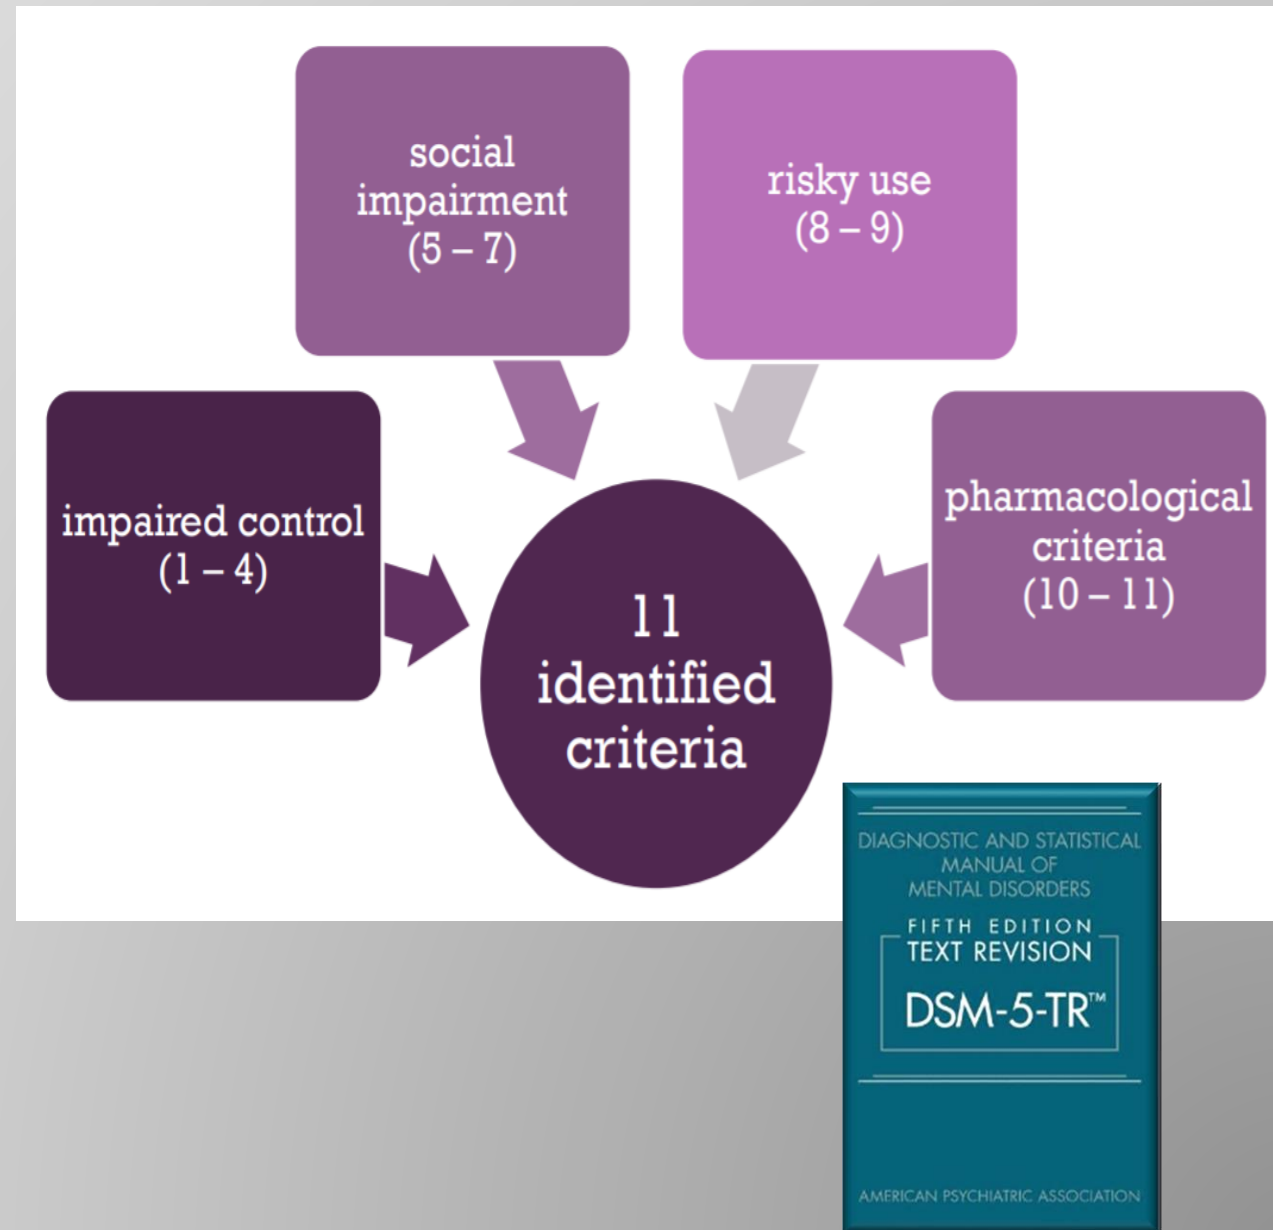 social
impairment
(5 – 7)
risky use
(8 – 9)
impaired control
(1 – 4)
pharmacological
criteria
(10 – 11)
11
identified
criteria
DIAGNOSTIC AND STATISTICAL
MANUAL OF
MENTAL DISORDERS
FIFTH EDITION
TEXT REVISION
DSM-5-TR™
AMERICAN PSYCHIATRIC ASSOCIATION